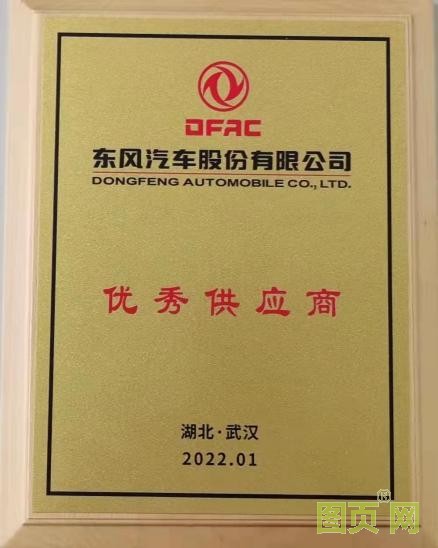 DFAC
东风汽车股份有限公司
DONGFENG AUTOMOBILE CO., LTD.
优秀供应商
湖北·武汉
2022.01
图页网
®